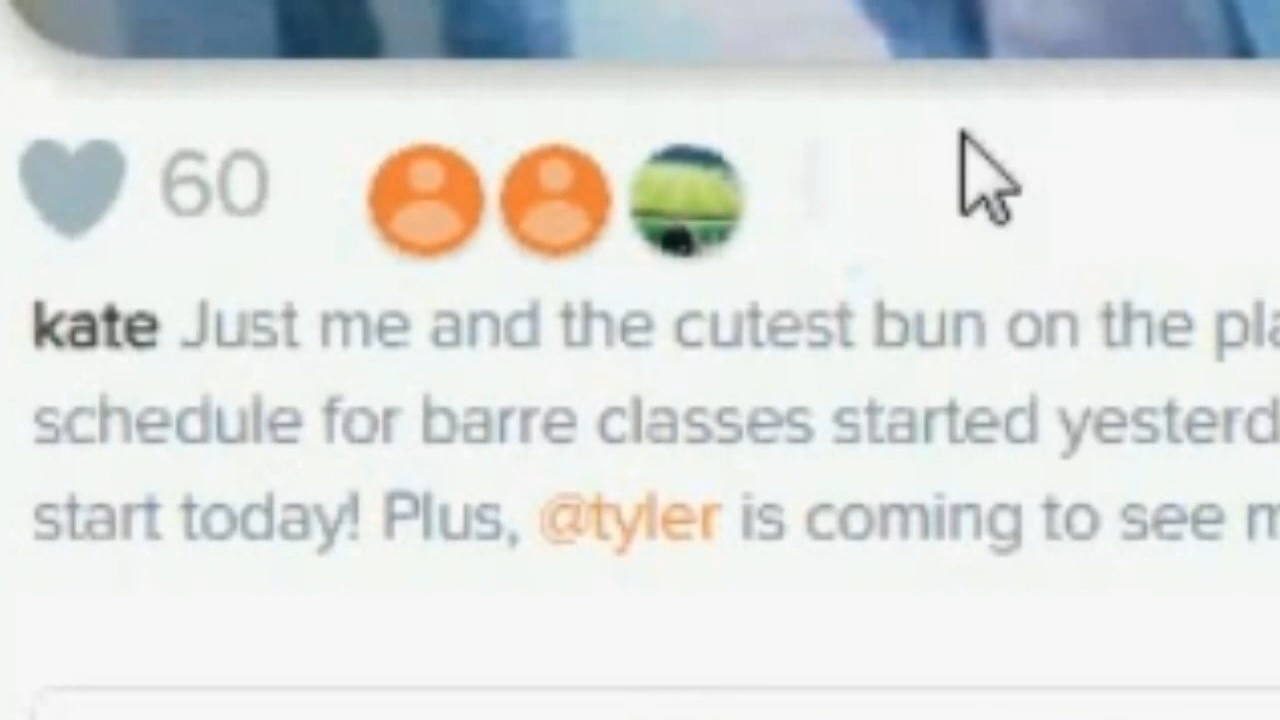 60
kate Just me and the cutest bun on the
schedule for barre classes started
start today! Plus, @tyler is coming to see